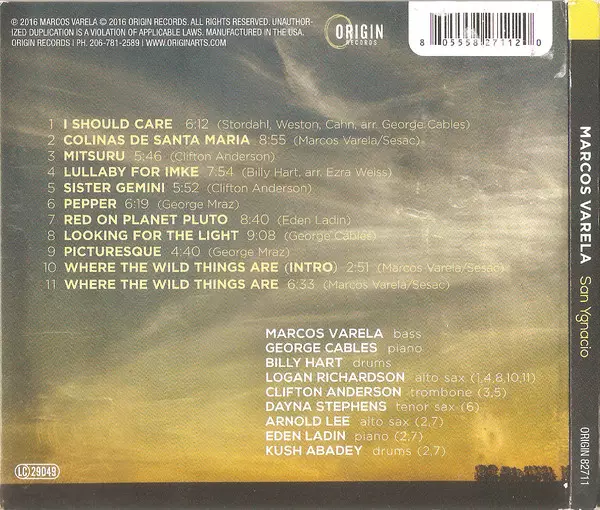 ℗ 2016 MARCOS VARELA © 2016 ORIGIN RECORDS. ALL RIGHTS RESERVED. UNAUTHOR-
IZED DUPLICATION IS A VIOLATION OF APPLICABLE LAWS. MANUFACTURED IN THE USA.
ORIGIN RECORDS | PH. 206-781-2589 | WWW.ORIGINARTS.COM
ORIGIN
RECORDS
8 05558 27112 0
1 I SHOULD CARE 6:12 (Stordahl, Weston, Cahn, arr. George Cables)
2 COLINAS DE SANTA MARIA 8:55 (Marcos Varela/Sesac)
3 MITSURU 5:46 (Clifton Anderson)
4 LULLABY FOR IMKE 7:54 (Billy Hart, arr. Ezra Weiss)
5 SISTER GEMINI 5:52 (Clifton Anderson)
6 PEPPER 6:19 (George Mraz)
7 RED ON PLANET PLUTO 8:40 (Eden Ladin)
8 LOOKING FOR THE LIGHT 9:08 (George Cables)
9 PICTURESQUE 4:40 (George Mraz)
10 WHERE THE WILD THINGS ARE (INTRO) 2:51 (Marcos Varela/Sesac)
11 WHERE THE WILD THINGS ARE 6:33 (Marcos Varela/Sesac)
MARCOS VARELA bass
GEORGE CABLES piano
BILLY HART drums
LOGAN RICHARDSON alto sax (1,4,8,10,11)
CLIFTON ANDERSON trombone (3,5)
DAYNA STEPHENS tenor sax (6)
ARNOLD LEE alto sax (2,7)
EDEN LADIN piano (2,7)
KUSH ABADEY drums (2,7)
LC 29049
MARCOS VARELA San Ygnacio
ORIGIN 82711